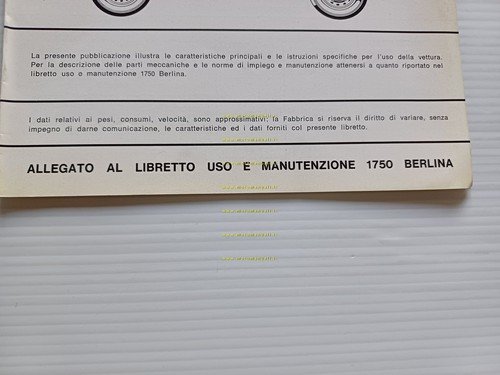 La presente pubblicazione illustra le caratteristiche principali e le istruzioni specifiche per l'uso della vettura.
Per la descrizione delle parti meccaniche e le norme di impiego e manutenzione attenersi a quanto riportato nel
libretto uso o manutenzione 1750 Berlina.
I dati relativi ai pesi, consumi, velocità, sono approssimativi; la Fabbrica si riserva il diritto di variare, senza
impegno di darne comunicazione, le caratteristiche ed i dati forniti col presente libretto.
ALLEGATO AL LIBRETTO USO E MANUTENZIONE 1750 BERLINA